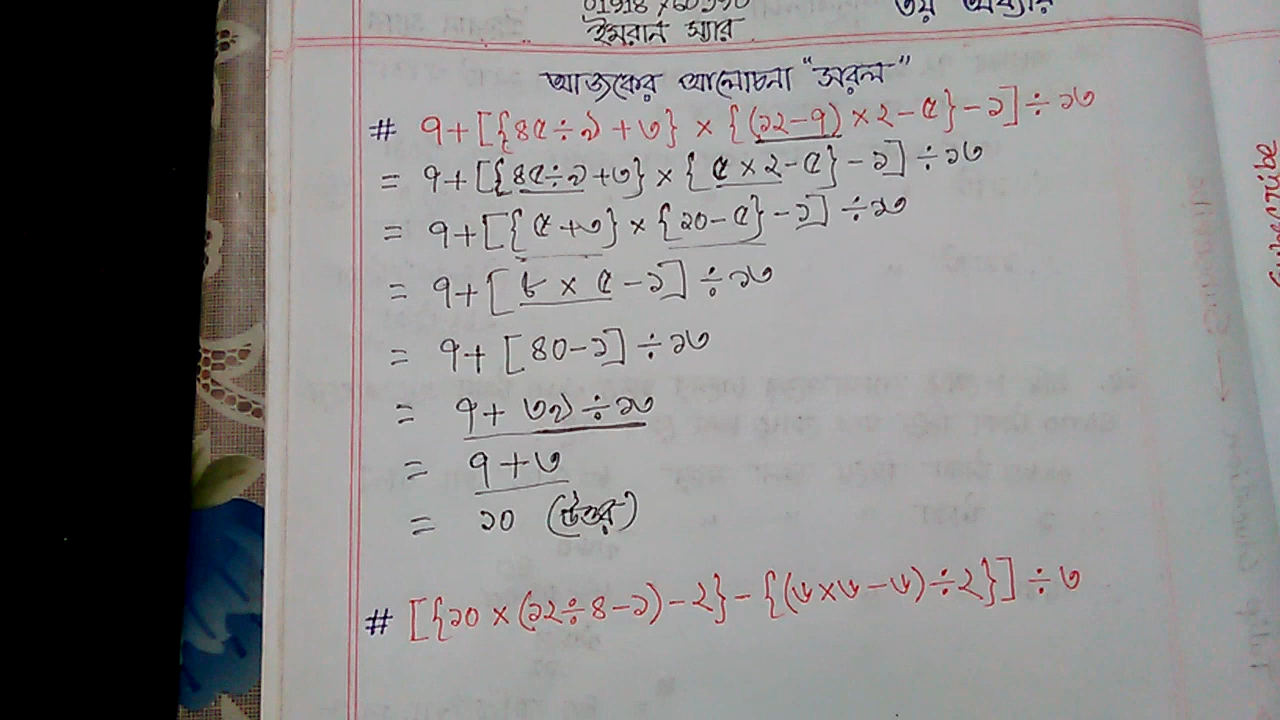 ইমরান স্যার
৩য় অধ্যায়
আজকের আলোচনা "সরল"
# ৭+[{৪৫÷৯+৩}×{(১২-৭)×২-৫}-১]÷১৩
= ৭+[{৪৫÷৯+৩}×{৫×২-৫}-১]÷১৩
= ৭+[{৫+৩}×{১০-৫}-১]÷১৩
= ৭+[৮×৫-১]÷১৩
= ৭+[৪০-১]÷১৩
= ৭+৩৯÷১৩
= ৭+৩
= ১০ (উত্তর)
# [{১০×(১২÷৪-১)-২}-{(৬×৬-৬)÷২}]÷৩
Subscribe